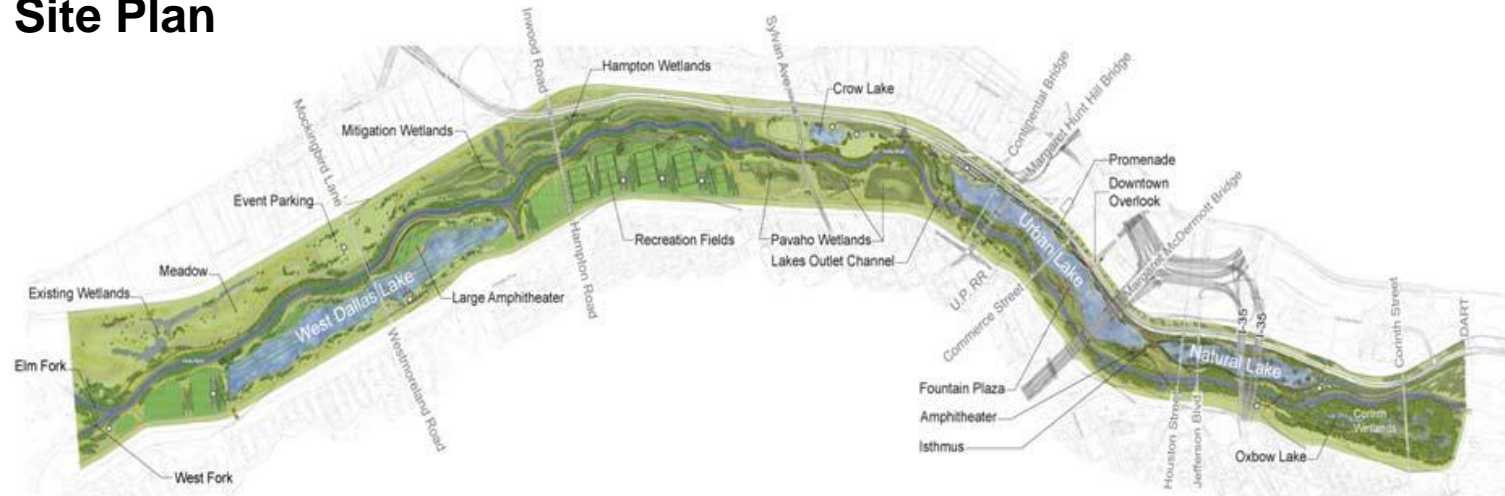 Site Plan
Inwood Road
Sylvan Ave
Hampton Wetlands
Crow Lake
Continental Bridge
Margaret Hunt Hill Bridge
Mockingbird Lane
Mitigation Wetlands
Promenade
Downtown
Overlook
Margaret McDermott Bridge
Event Parking
Recreation Fields
Pavaho Wetlands
Lakes Outlet Channel
Urban Lake
Hampton Road
U.P. RR
Meadow
Existing Wetlands
West Dallas Lake
Large Amphitheater
Commerce Street
I-35
I-35
Corinth Street
DART
Westmoreland Road
Elm Fork
Natural Lake
Fountain Plaza
Amphitheater
Isthmus
Houston Street
Jefferson Blvd
Corinth
Wetlands
Oxbow Lake
West Fork